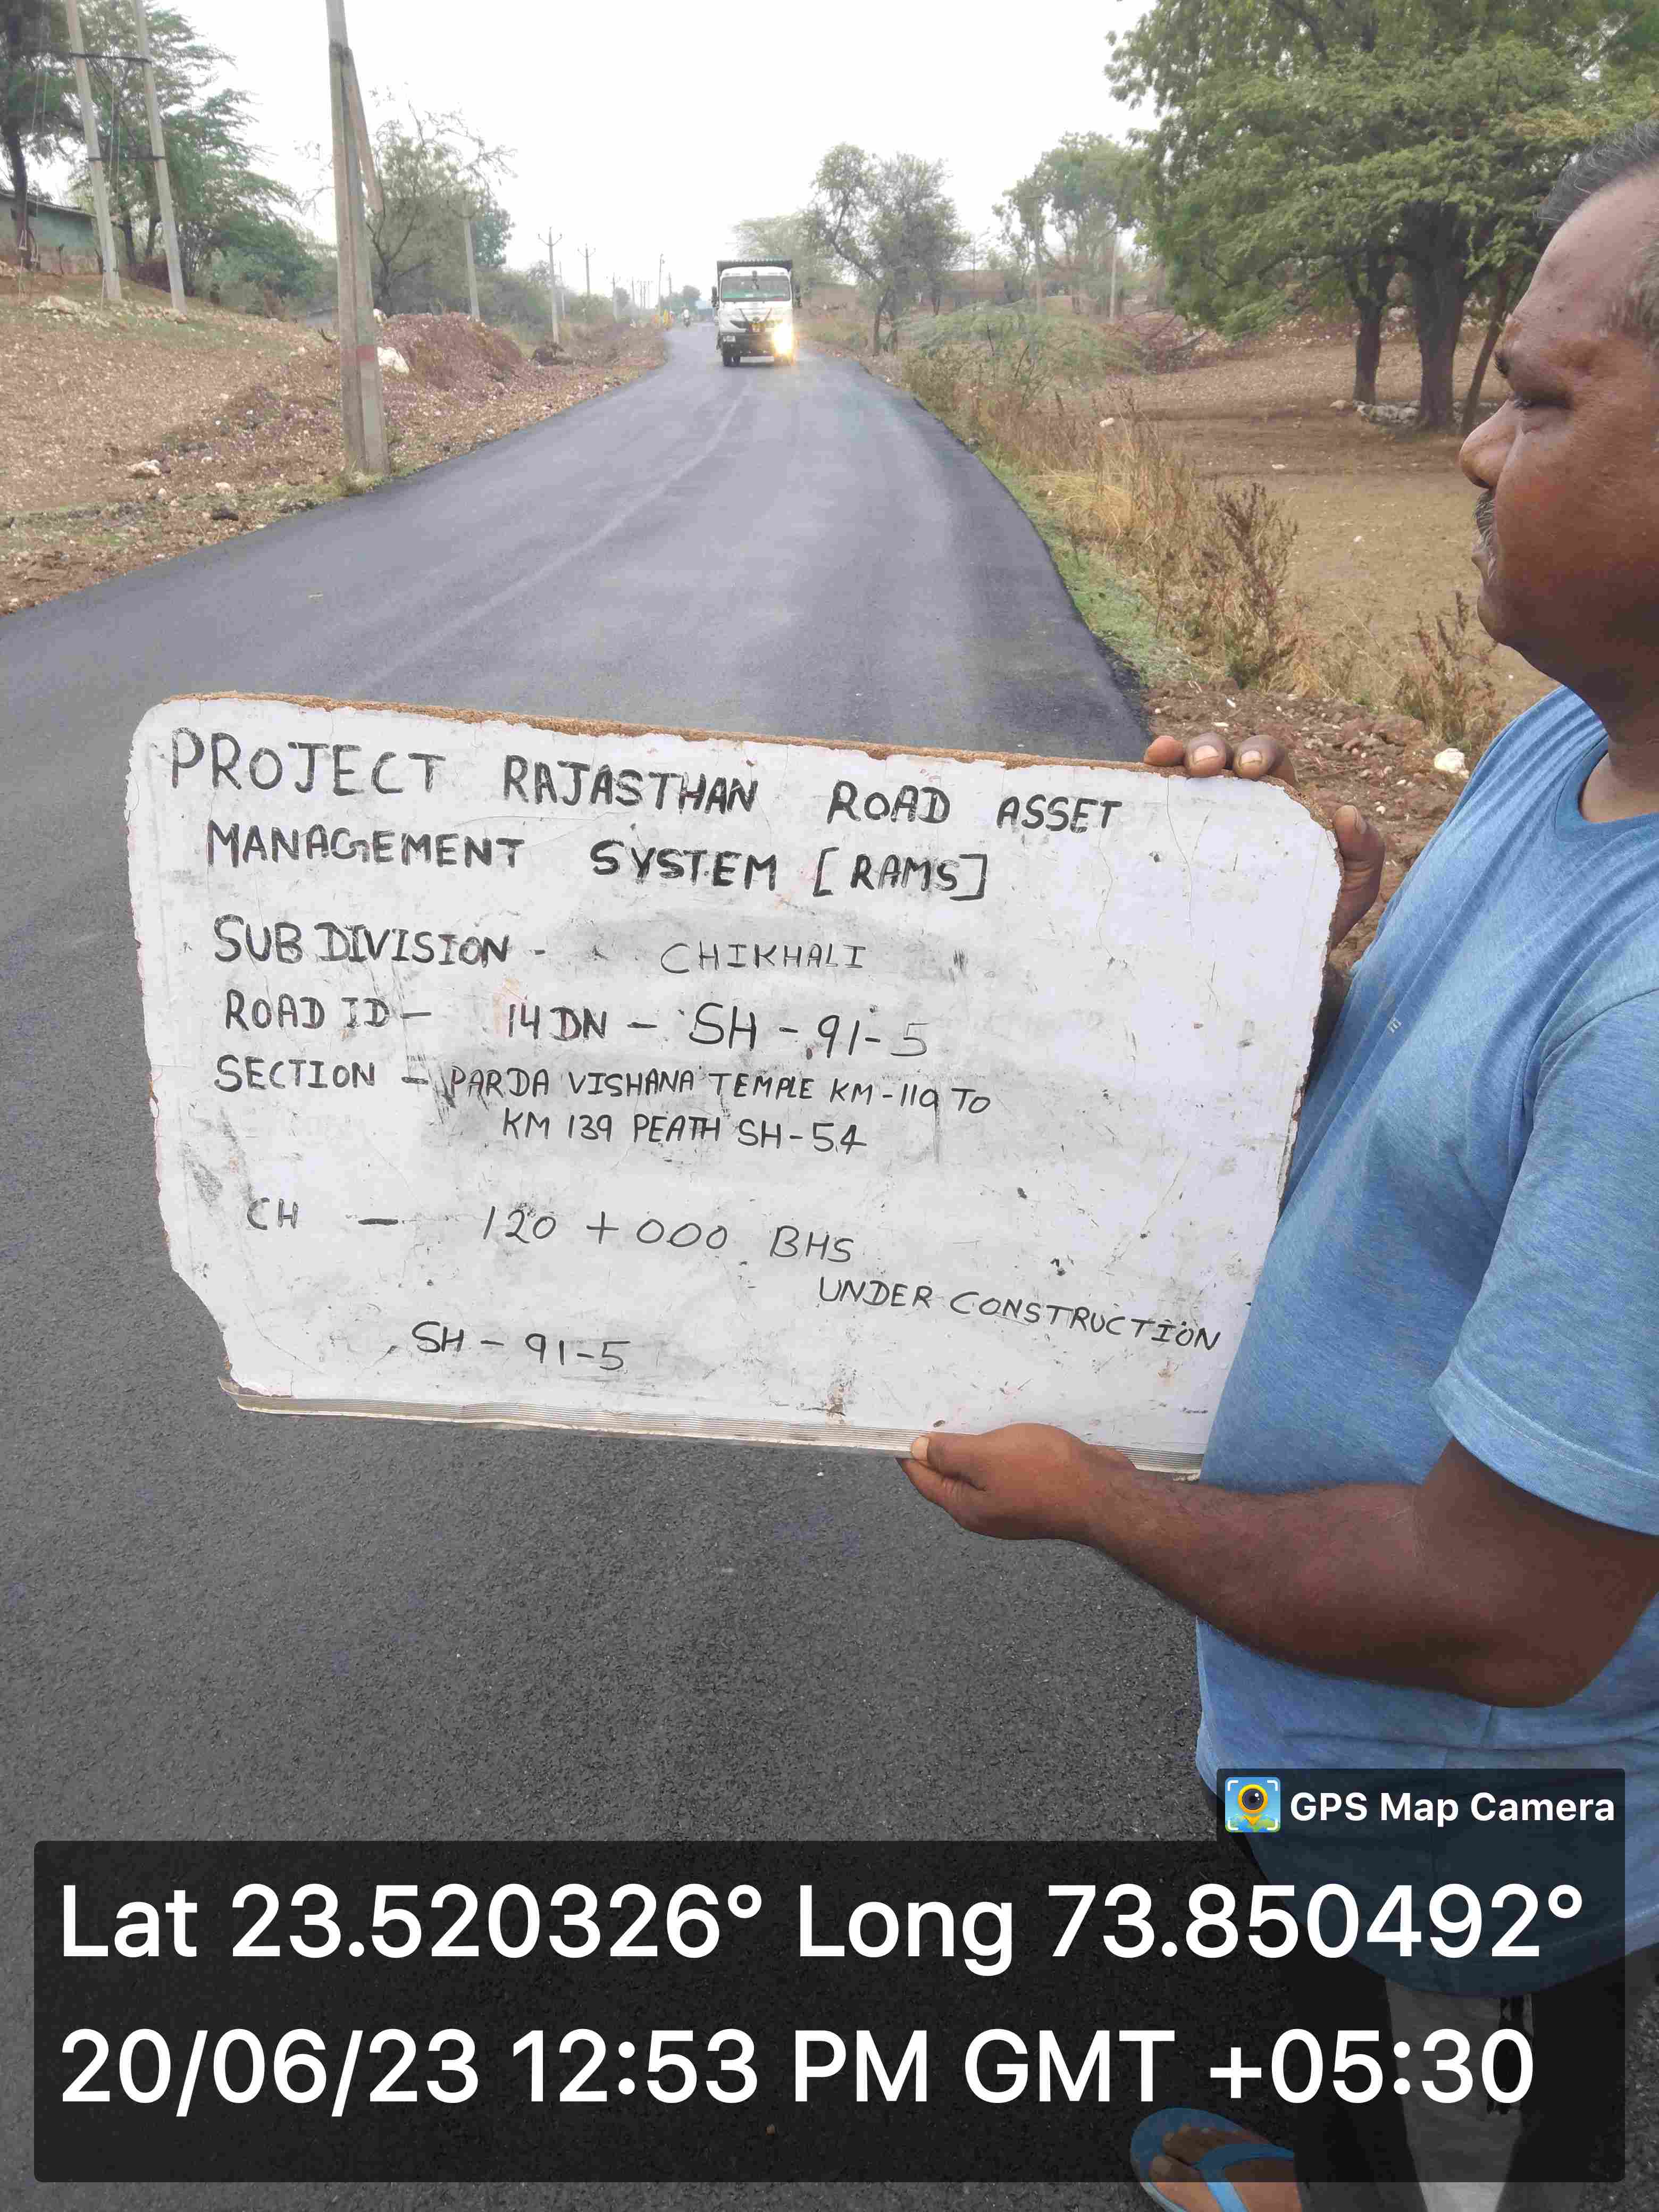 PROJECT RAJASTHAN ROAD ASSET
MANAGEMENT SYSTEM [RAMS]
SUB DIVISION - CHIKHALI
ROAD ID - 14DN - SH - 91-5
SECTION - PARDA VISHANA TEMPLE KM-119 TO
KM 139 PEATH SH-54
CH - 120 + 000 BHS
UNDER CONSTRUCTION
SH - 91-5
GPS Map Camera
Lat 23.520326° Long 73.850492°
20/06/23 12:53 PM GMT +05:30